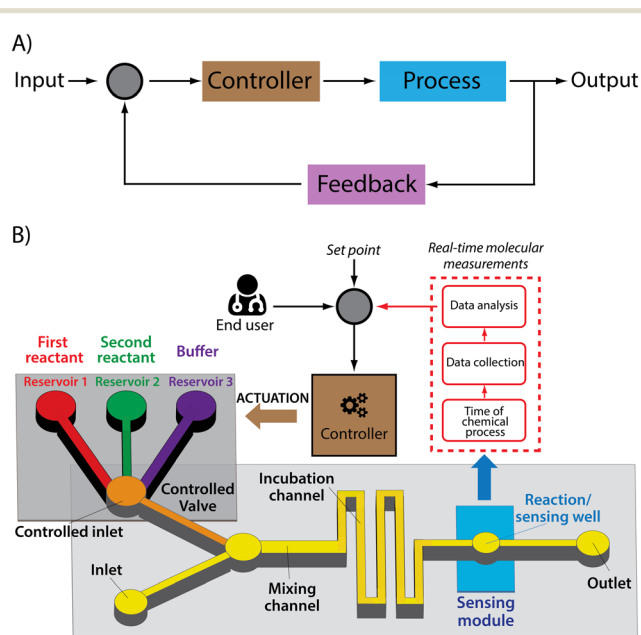 A)
Input
Controller
Process
Output
Feedback
B)
Set point
Real-time molecular
measurements
End user
Data analysis
Data collection
Time of
chemical
process
First
reactant
Second
reactant
Buffer
Reservoir 1
Reservoir 2
Reservoir 3
ACTUATION
Controller
Controlled
Valve
Controlled inlet
Incubation
channel
Reaction/
sensing well
Inlet
Mixing
channel
Sensing
module
Outlet